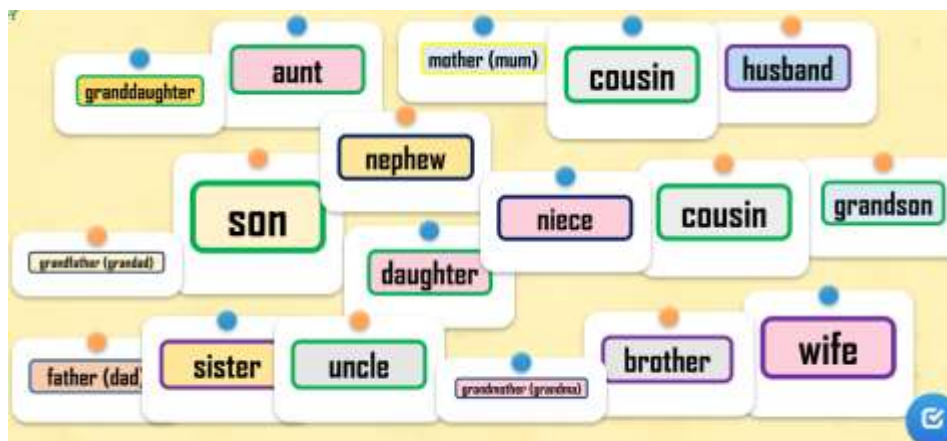 granddaughter
aunt
mother (mum)
cousin
husband
nephew
son
niece
cousin
grandson
grandfather (grandad)
daughter
father (dad)
sister
uncle
grandmother (grandma)
brother
wife